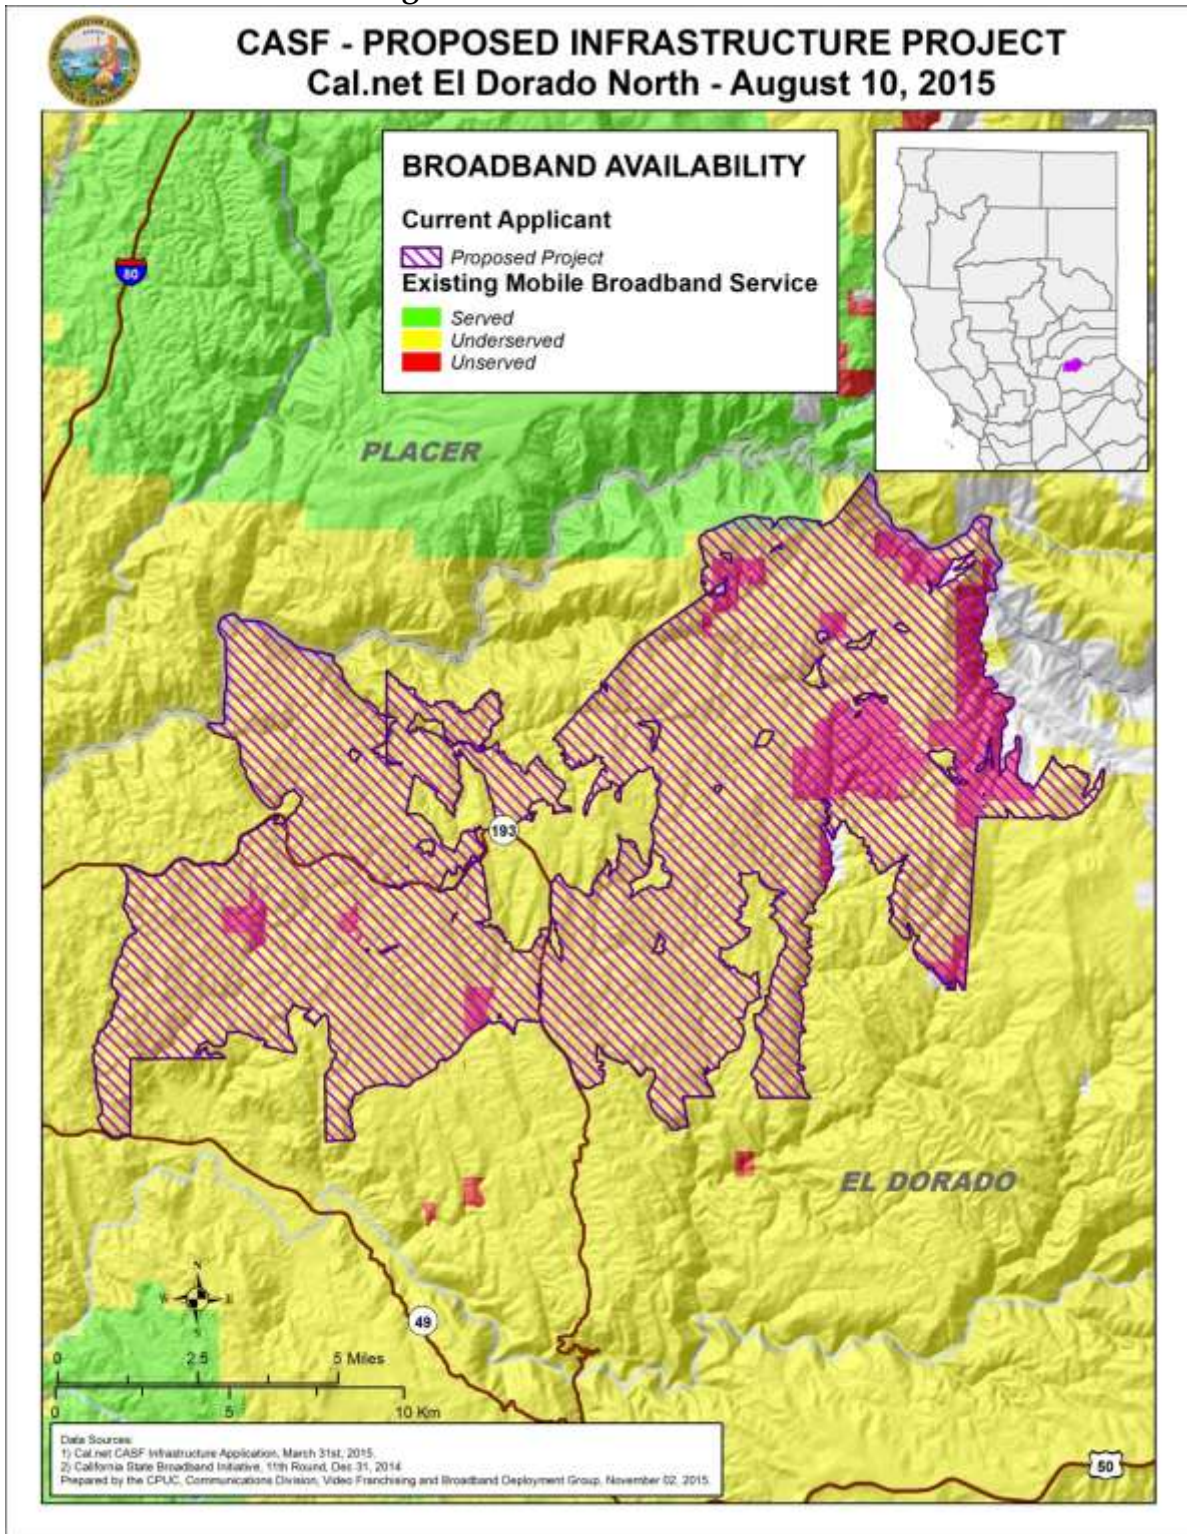 CASF - PROPOSED INFRASTRUCTURE PROJECT
Cal.net El Dorado North - August 10, 2015
BROADBAND AVAILABILITY
Current Applicant
Proposed Project
Existing Mobile Broadband Service
Served
Underserved
Unserved
80
PLACER
193
EL DORADO
N
W E
S
49
0 2.5 5 Miles
0 5 10 Km
Data Sources:
1) Cal.net CASF Infrastructure Application, March 31st, 2015.
2) California State Broadband Initiative, 11th Round, Dec 31, 2014
Prepared by the CPUC, Communications Division, Video Franchising and Broadband Deployment Group, November 02, 2015.
50